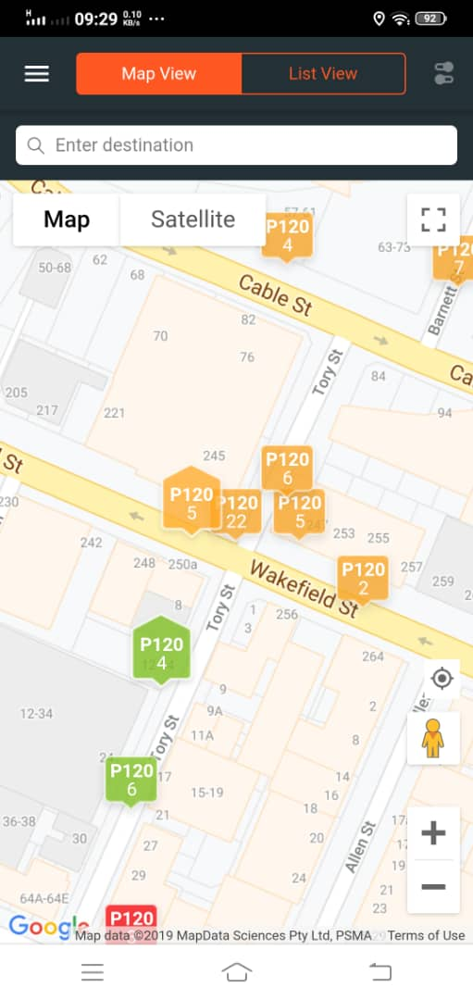 H
09:29 0.10 KB/s ...
92
Map View
List View
Enter destination
Map
Satellite
57-61
P120
4
63-73
P120
7
50-68
62
68
Cable St
Barnett S
82
70
76
Tory St
84
Ca
205
217
221
94
245
St
P120
6
P120
5
P120
22
P120
5
230
247
253
255
242
P120
2
257
248
250a
Wakefield St
259
8
Tory St
1
3
256
P120
4
12-14
264
9
2
9A
12-34
11A
8
Tory St
24
P120
6
17
14
15-19
16
21
18
36-38
30
27
20
Allen St
17
19
29
24
21
64A-64E
23
P120
Google
Map data ©2019 MapData Sciences Pty Ltd, PSMA
29
Terms of Use